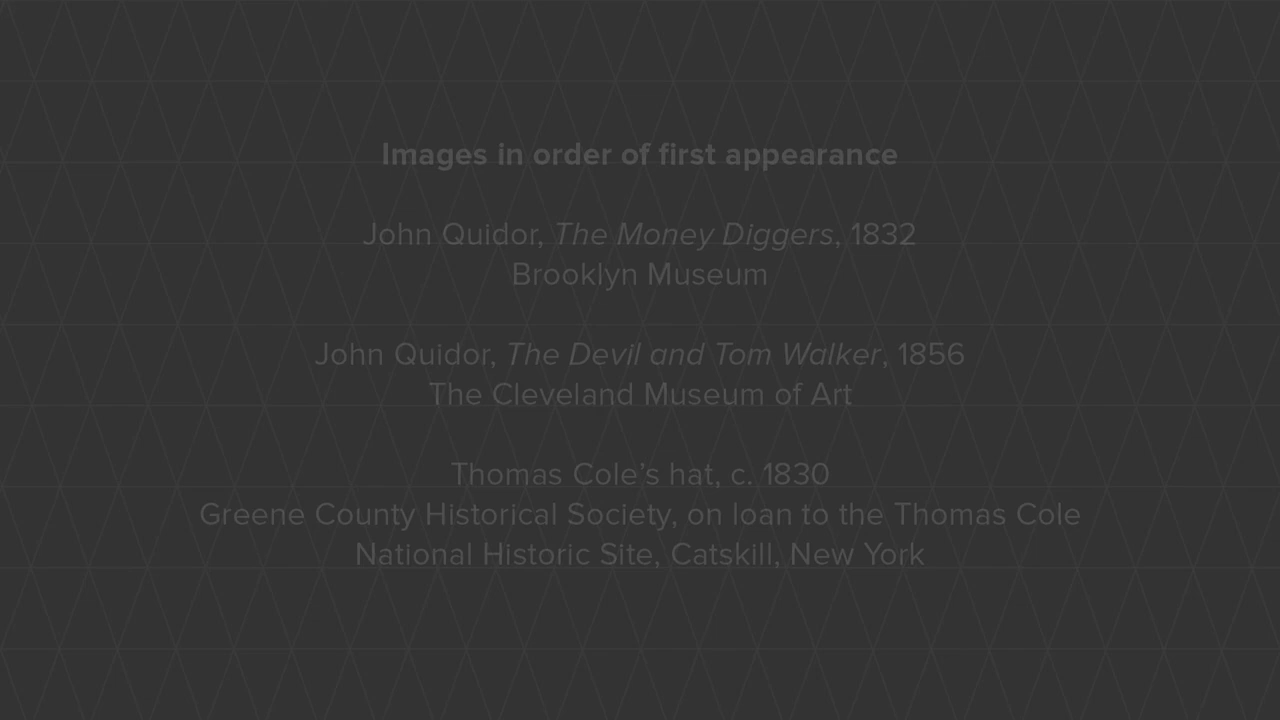 Images in order of first appearance
John Quidor, The Money Diggers, 1832
Brooklyn Museum
John Quidor, The Devil and Tom Walker, 1856
The Cleveland Museum of Art
Thomas Cole’s hat, c. 1830
Greene County Historical Society, on loan to the Thomas Cole
National Historic Site, Catskill, New York